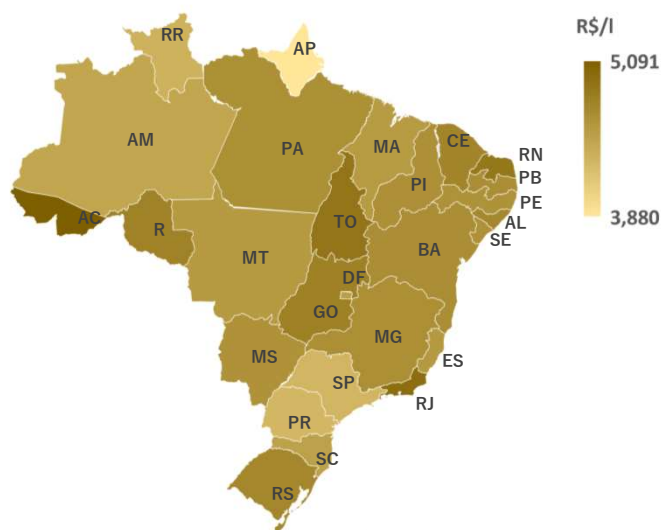 R$/l
5,091
3,880
RR
AP
AM
PA
MA
CE
RN
PB
PE
AL
SE
PI
AC
R
TO
BA
MT
DF
GO
MG
ES
MS
SP
RJ
PR
SC
RS